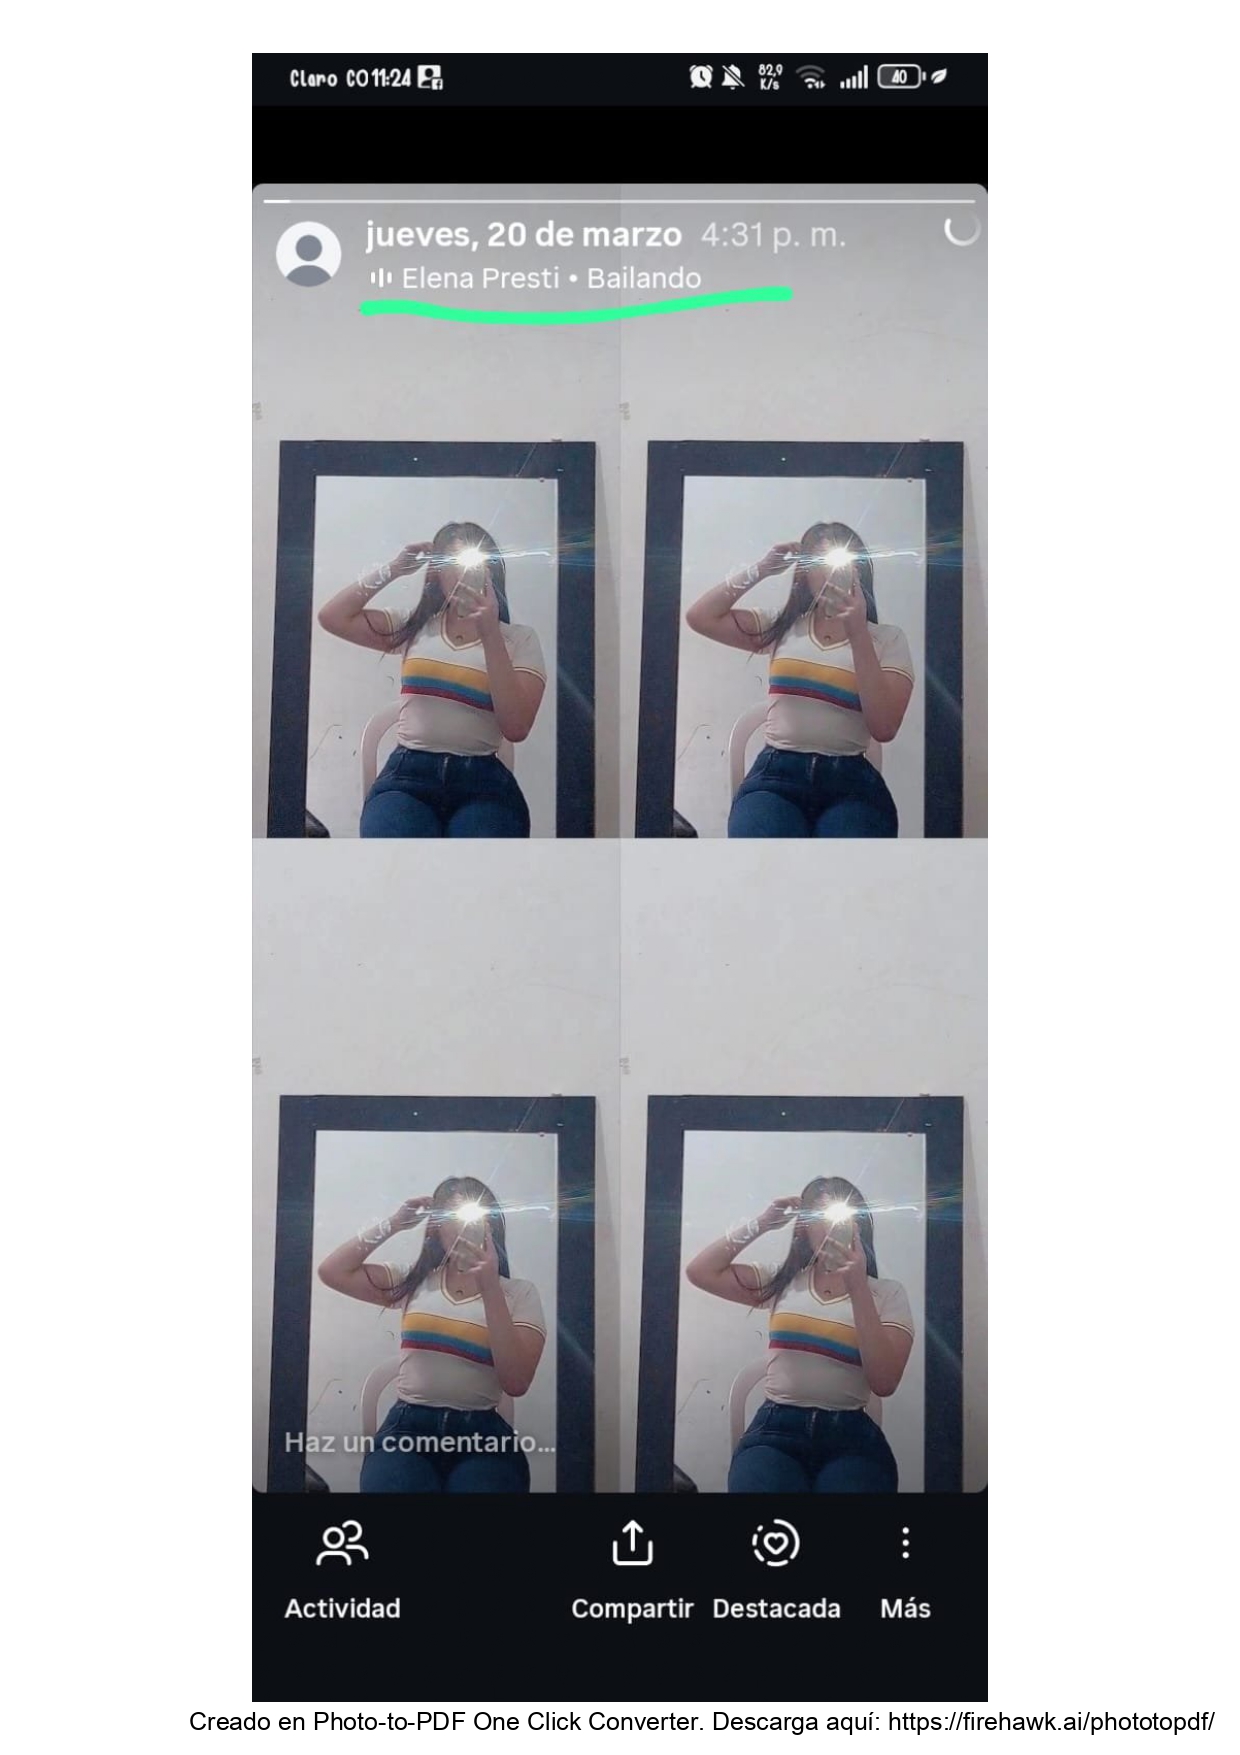 Claro CO 11:24
82,9
K/s
40
jueves, 20 de marzo 4:31 p. m.
Elena Presti • Bailando
Haz un comentario...
Actividad
Compartir
Destacada
Más
Creado en Photo-to-PDF One Click Converter. Descarga aquí: https://firehawk.ai/phototopdf/